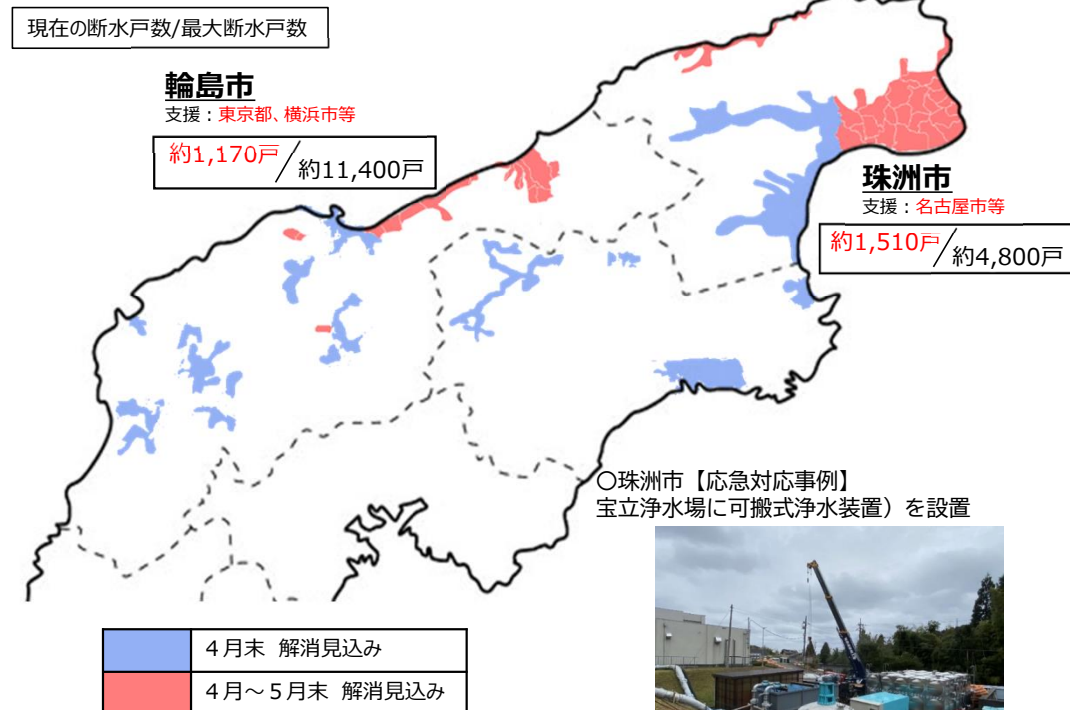 現在の断水戸数/最大断水戸数
輪島市
支援：東京都、横浜市等
約1,170戸/約11,400戸
珠洲市
支援：名古屋市等
約1,510戸/約4,800戸
〇珠洲市【応急対応事例】
宝立浄水場に可搬式浄水装置）を設置
４月末 解消見込み
４月～５月末 解消見込み